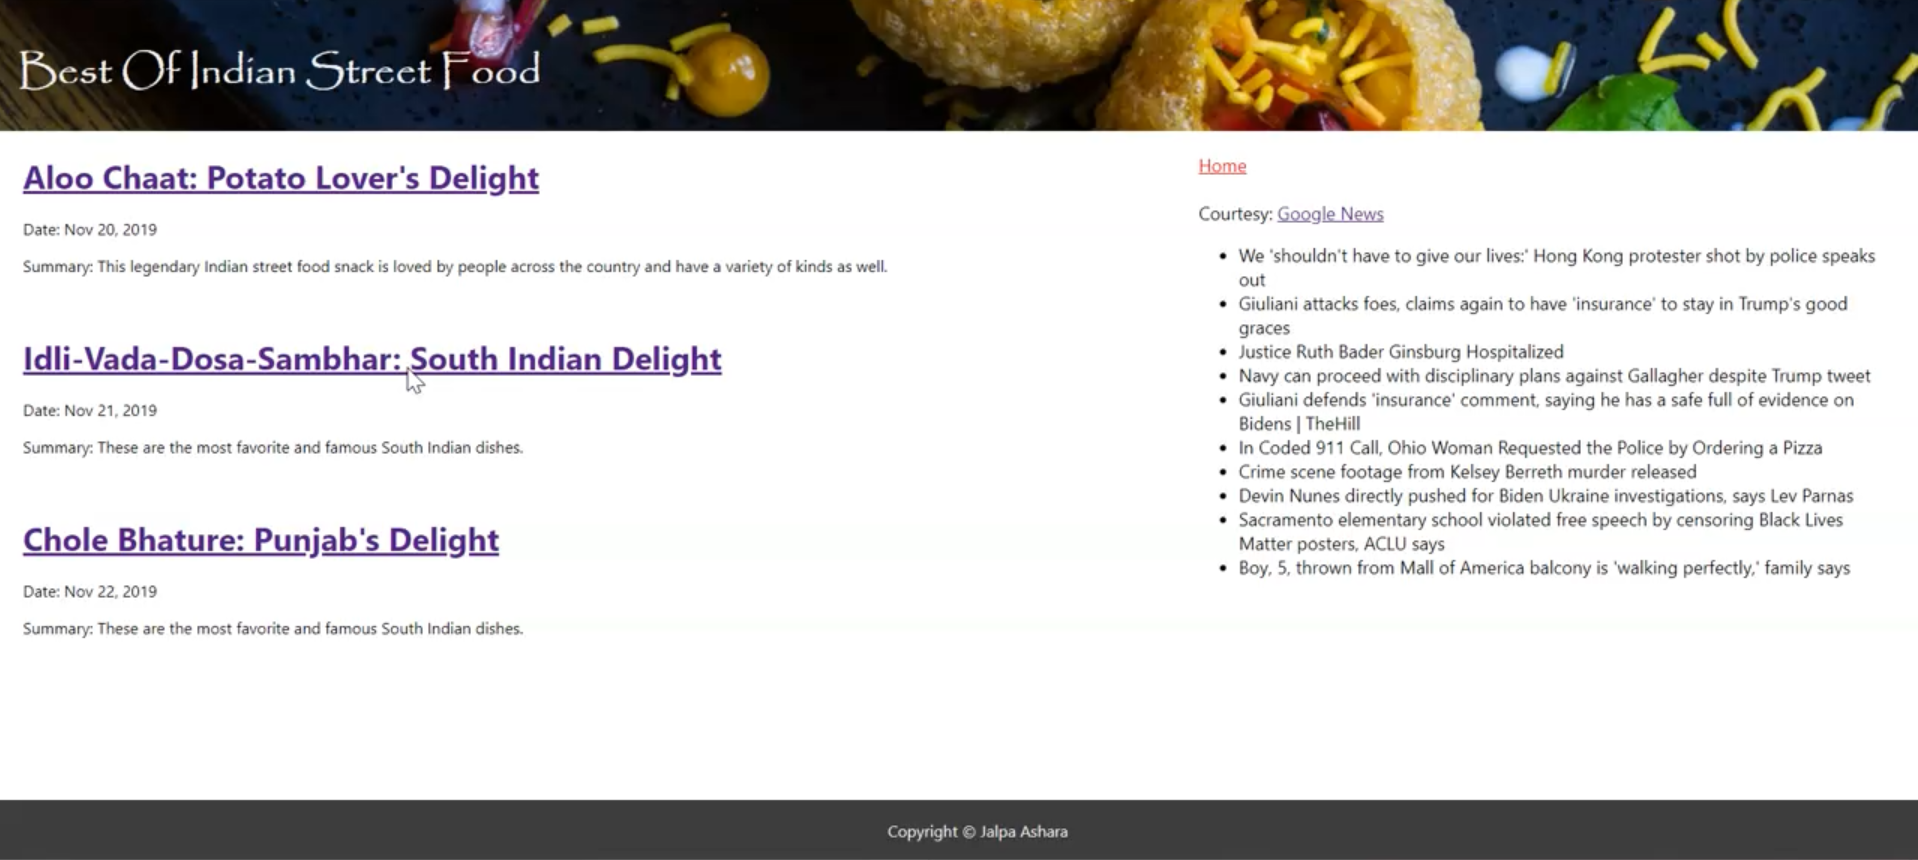 Best Of Indian Street Food
Aloo Chaat: Potato Lover's Delight
Date: Nov 20, 2019
Summary: This legendary Indian street food snack is loved by people across the country and have a variety of kinds as well.
Idli-Vada-Dosa-Sambhar: South Indian Delight
Date: Nov 21, 2019
Summary: These are the most favorite and famous South Indian dishes.
Chole Bhature: Punjab's Delight
Date: Nov 22, 2019
Summary: These are the most favorite and famous South Indian dishes.
Home
Courtesy: Google News
We 'shouldn't have to give our lives:' Hong Kong protester shot by police speaks
out
Giuliani attacks foes, claims again to have 'insurance' to stay in Trump's good
graces
Justice Ruth Bader Ginsburg Hospitalized
Navy can proceed with disciplinary plans against Gallagher despite Trump tweet
Giuliani defends 'insurance' comment, saying he has a safe full of evidence on
Bidens | TheHill
In Coded 911 Call, Ohio Woman Requested the Police by Ordering a Pizza
Crime scene footage from Kelsey Berreth murder released
Devin Nunes directly pushed for Biden Ukraine investigations, says Lev Parnas
Sacramento elementary school violated free speech by censoring Black Lives
Matter posters, ACLU says
Boy, 5, thrown from Mall of America balcony is 'walking perfectly,' family says
Copyright © Jalpa Ashara